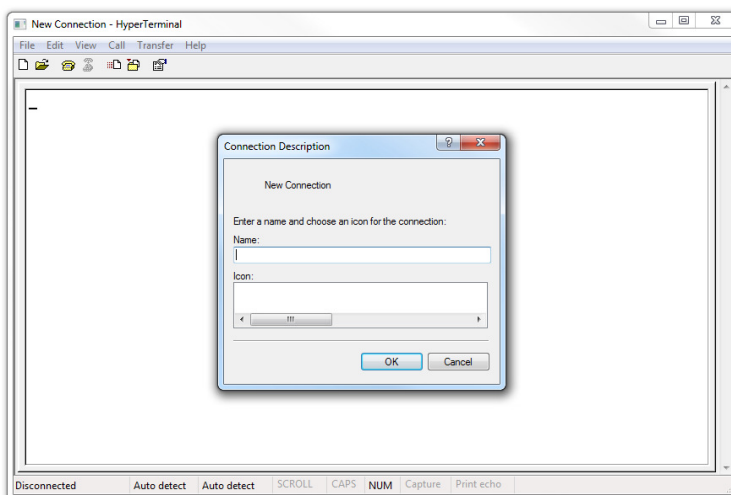 New Connection - HyperTerminal
File Edit View Call Transfer Help
Connection Description
New Connection
Enter a name and choose an icon for the connection:
Name:
Icon:
OK Cancel
Disconnected Auto detect Auto detect SCROLL CAPS NUM Capture Print echo